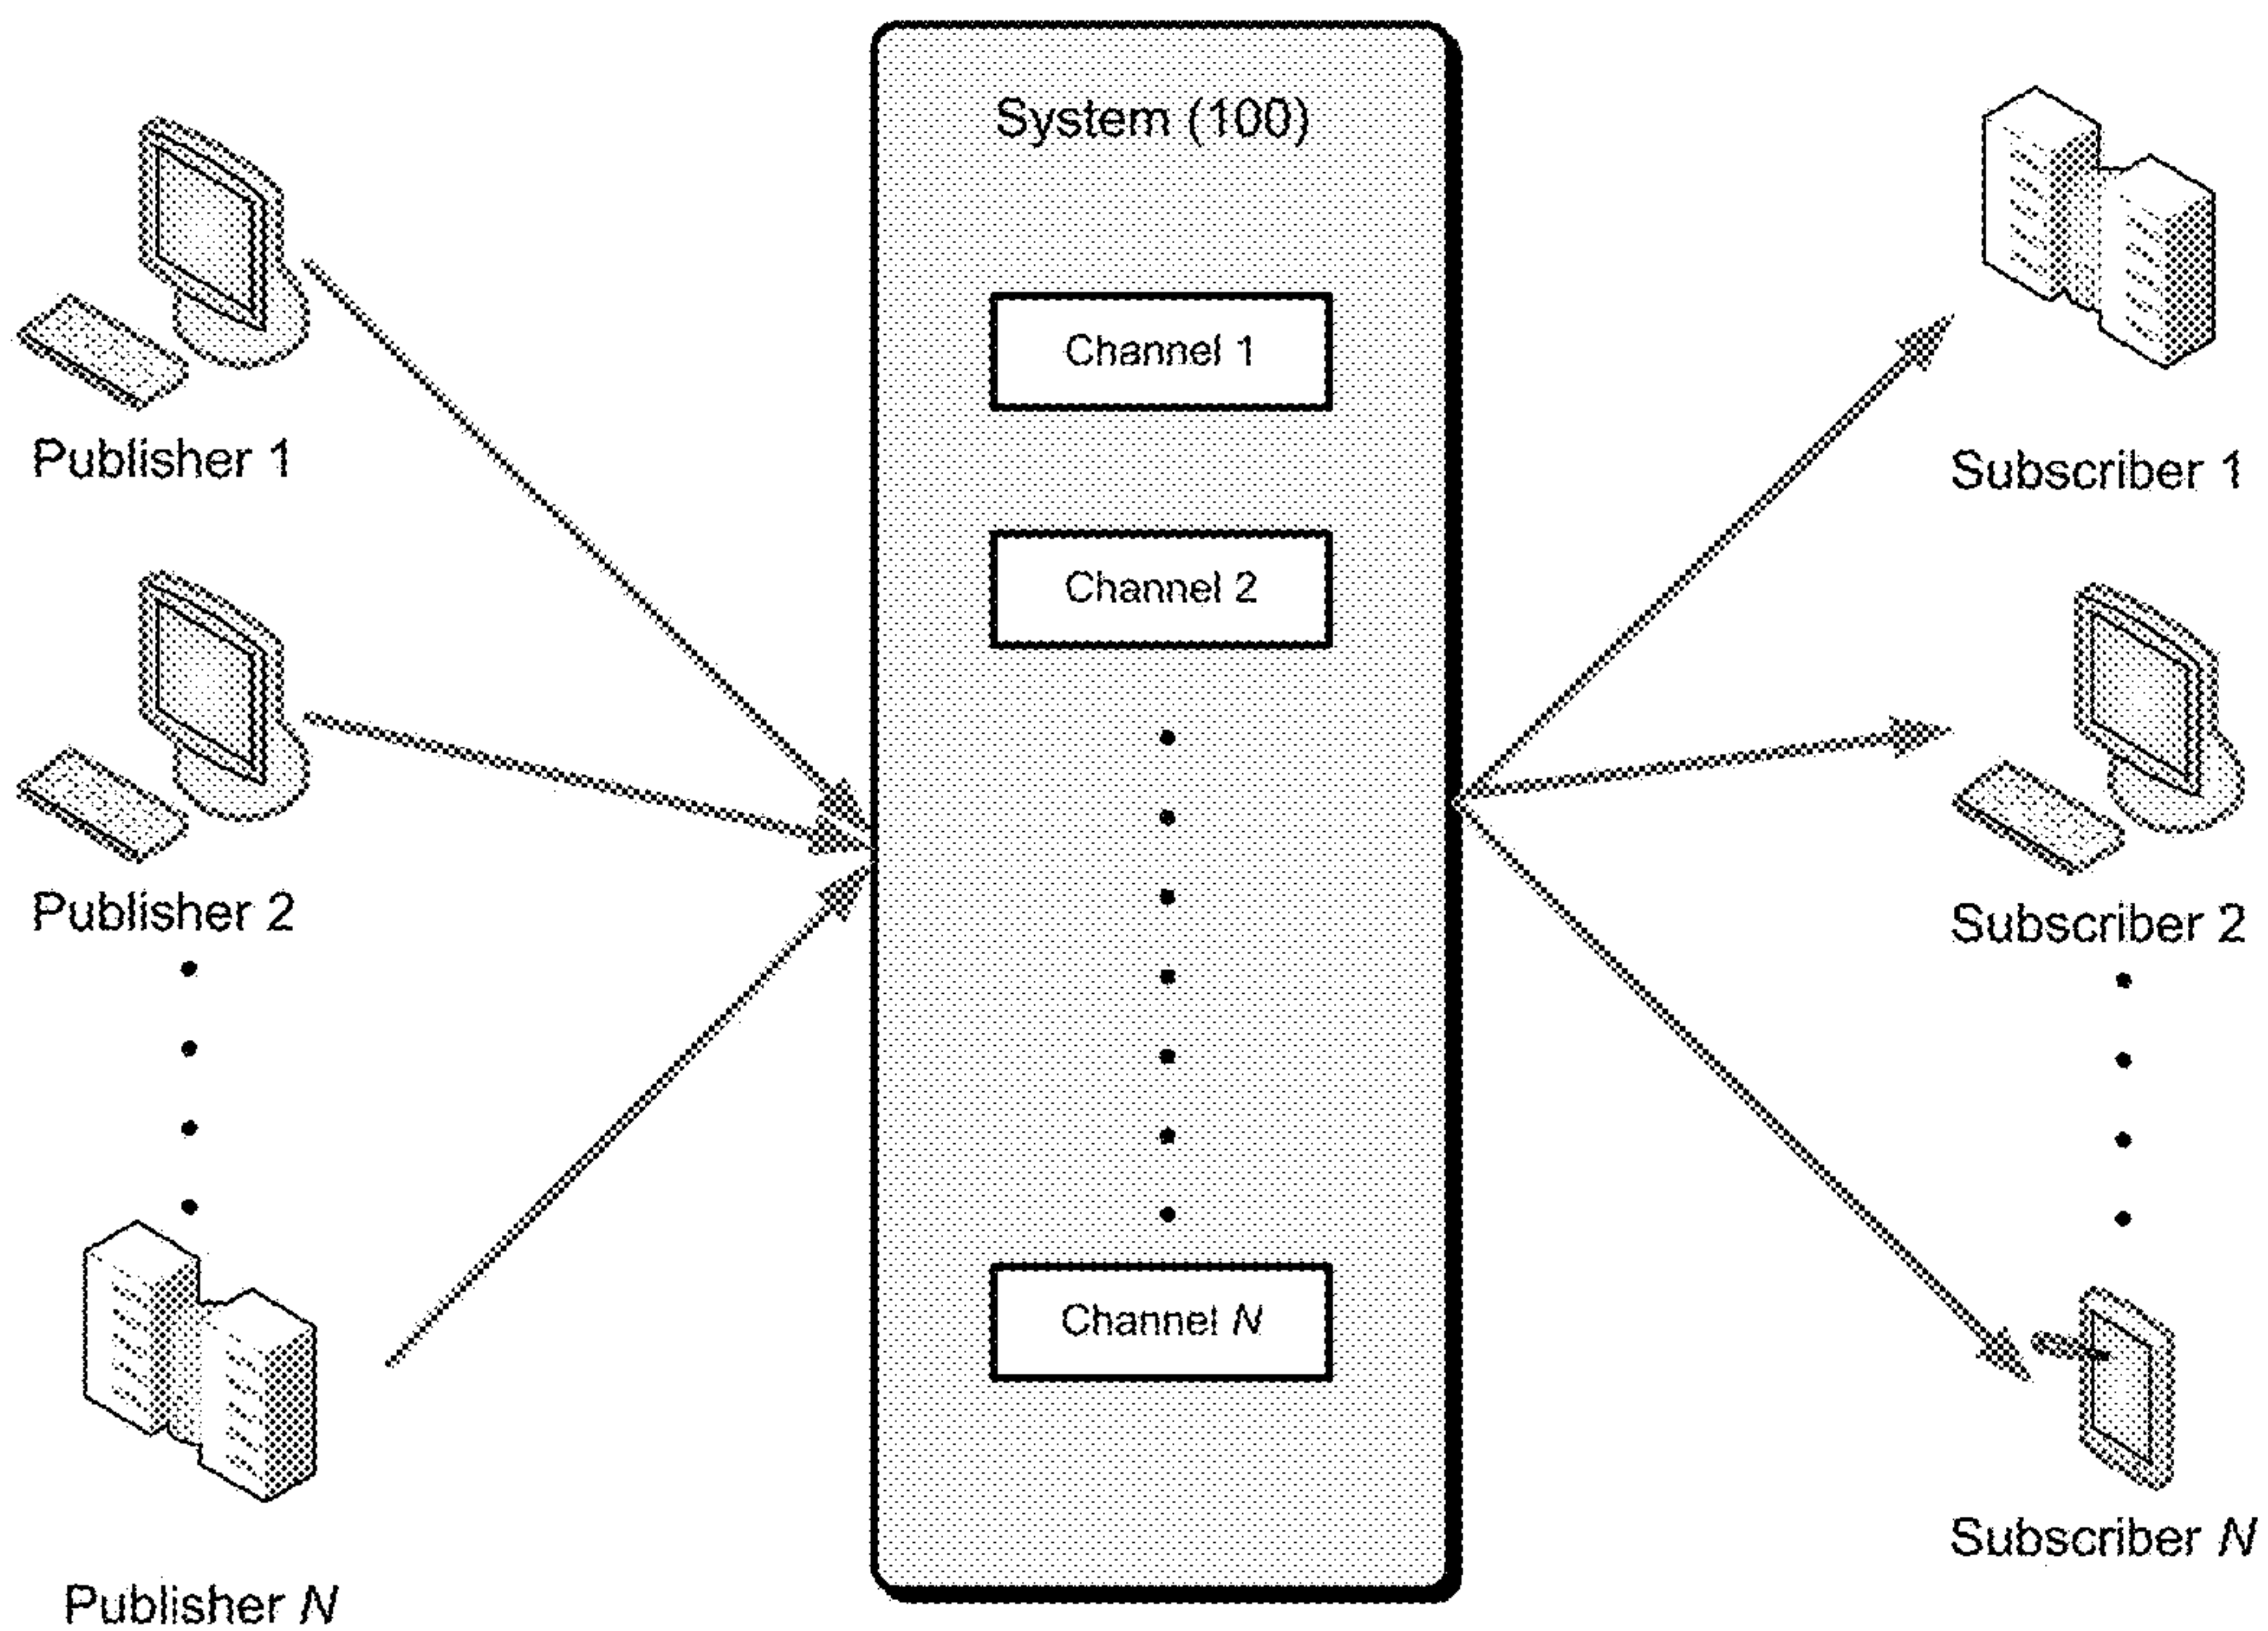 System (100)
Channel 1
Channel 2
Channel N
Publisher 1
Publisher 2
Publisher N
Subscriber 1
Subscriber 2
Subscriber N